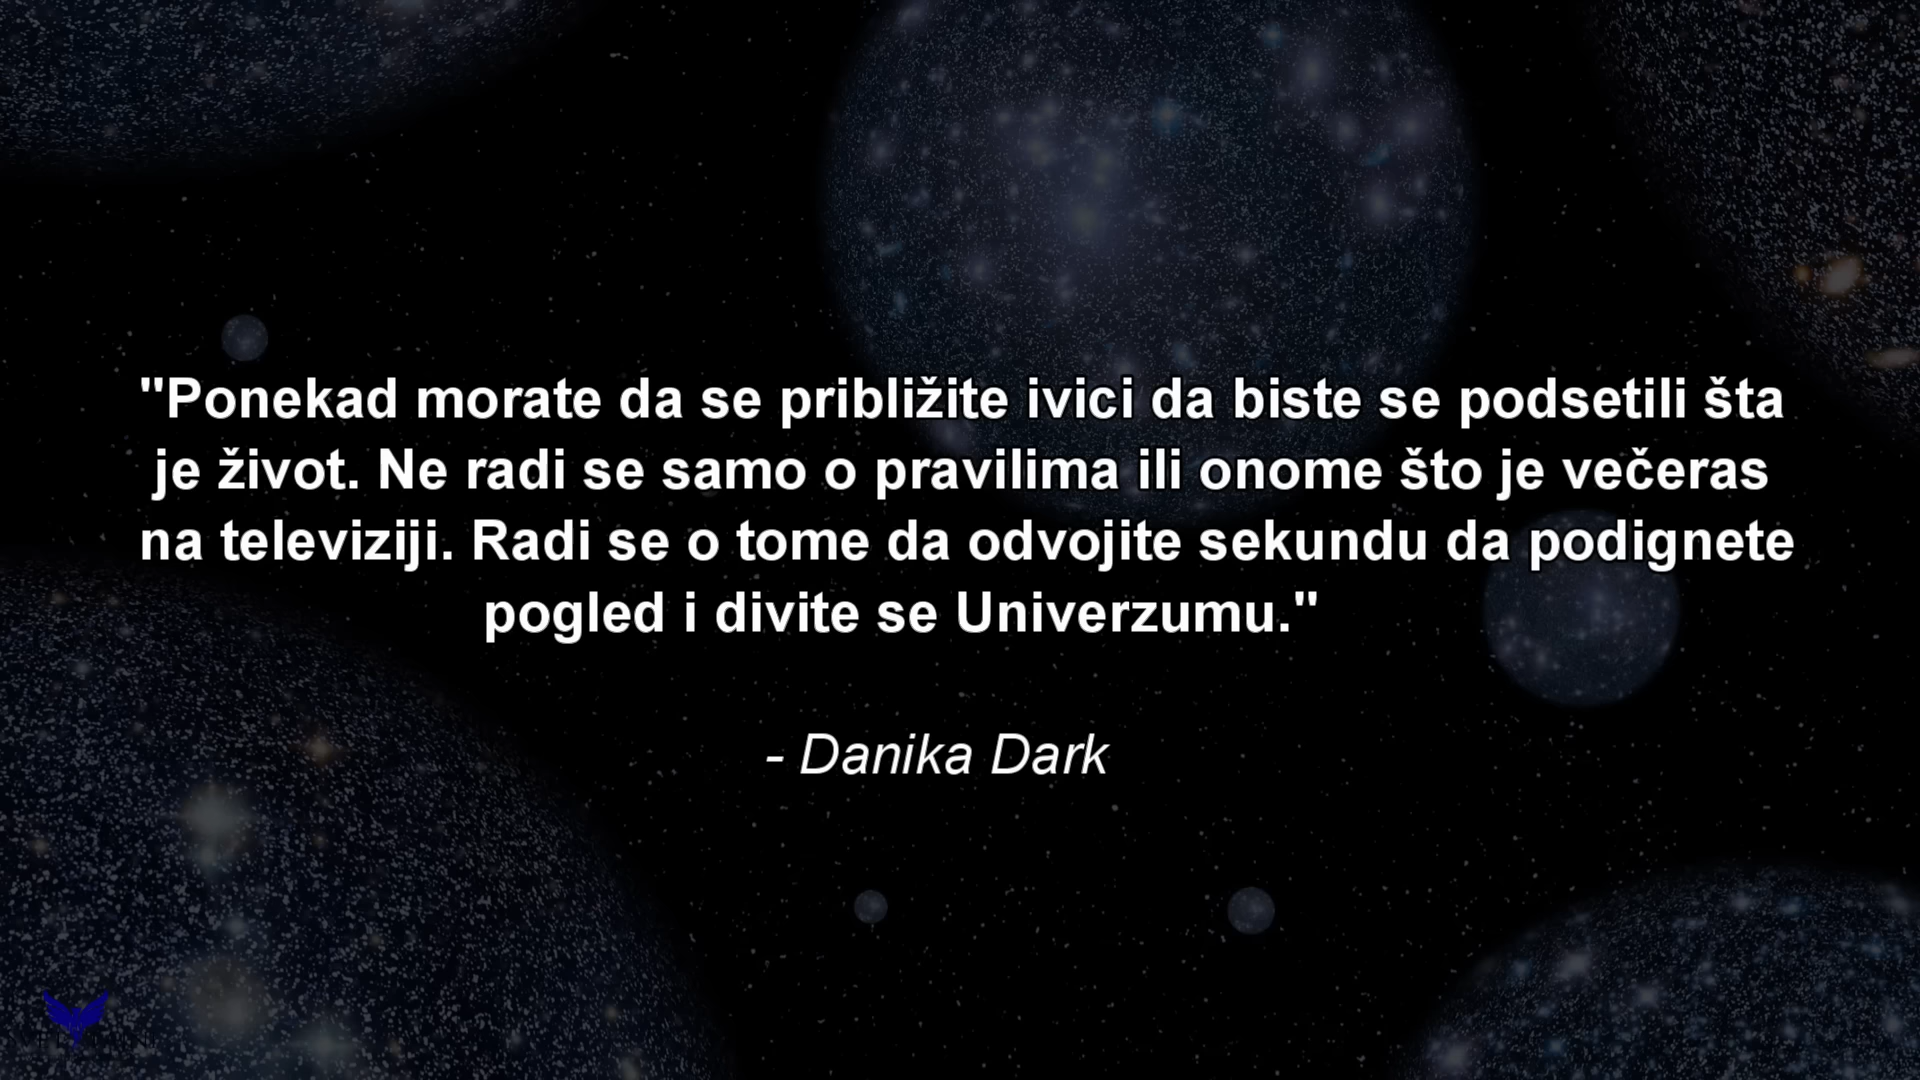 "Ponekad morate da se približite ivici da biste se podsetili šta
je život. Ne radi se samo o pravilima ili onome što je večeras
na televiziji. Radi se o tome da odvojite sekundu da podignete
pogled i divite se Univerzumu."
- Danika Dark